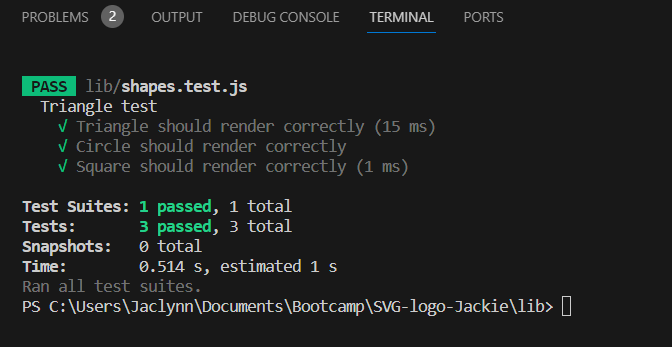 PROBLEMS 2 OUTPUT DEBUG CONSOLE TERMINAL PORTS
PASS lib/shapes.test.js
Triangle test
√ Triangle should render correctly (15 ms)
√ Circle should render correctly
√ Square should render correctly (1 ms)
Test Suites: 1 passed, 1 total
Tests: 3 passed, 3 total
Snapshots: 0 total
Time: 0.514 s, estimated 1 s
Ran all test suites.
PS C:\Users\Jaclynn\Documents\Bootcamp\SVG-logo-Jackie\lib>